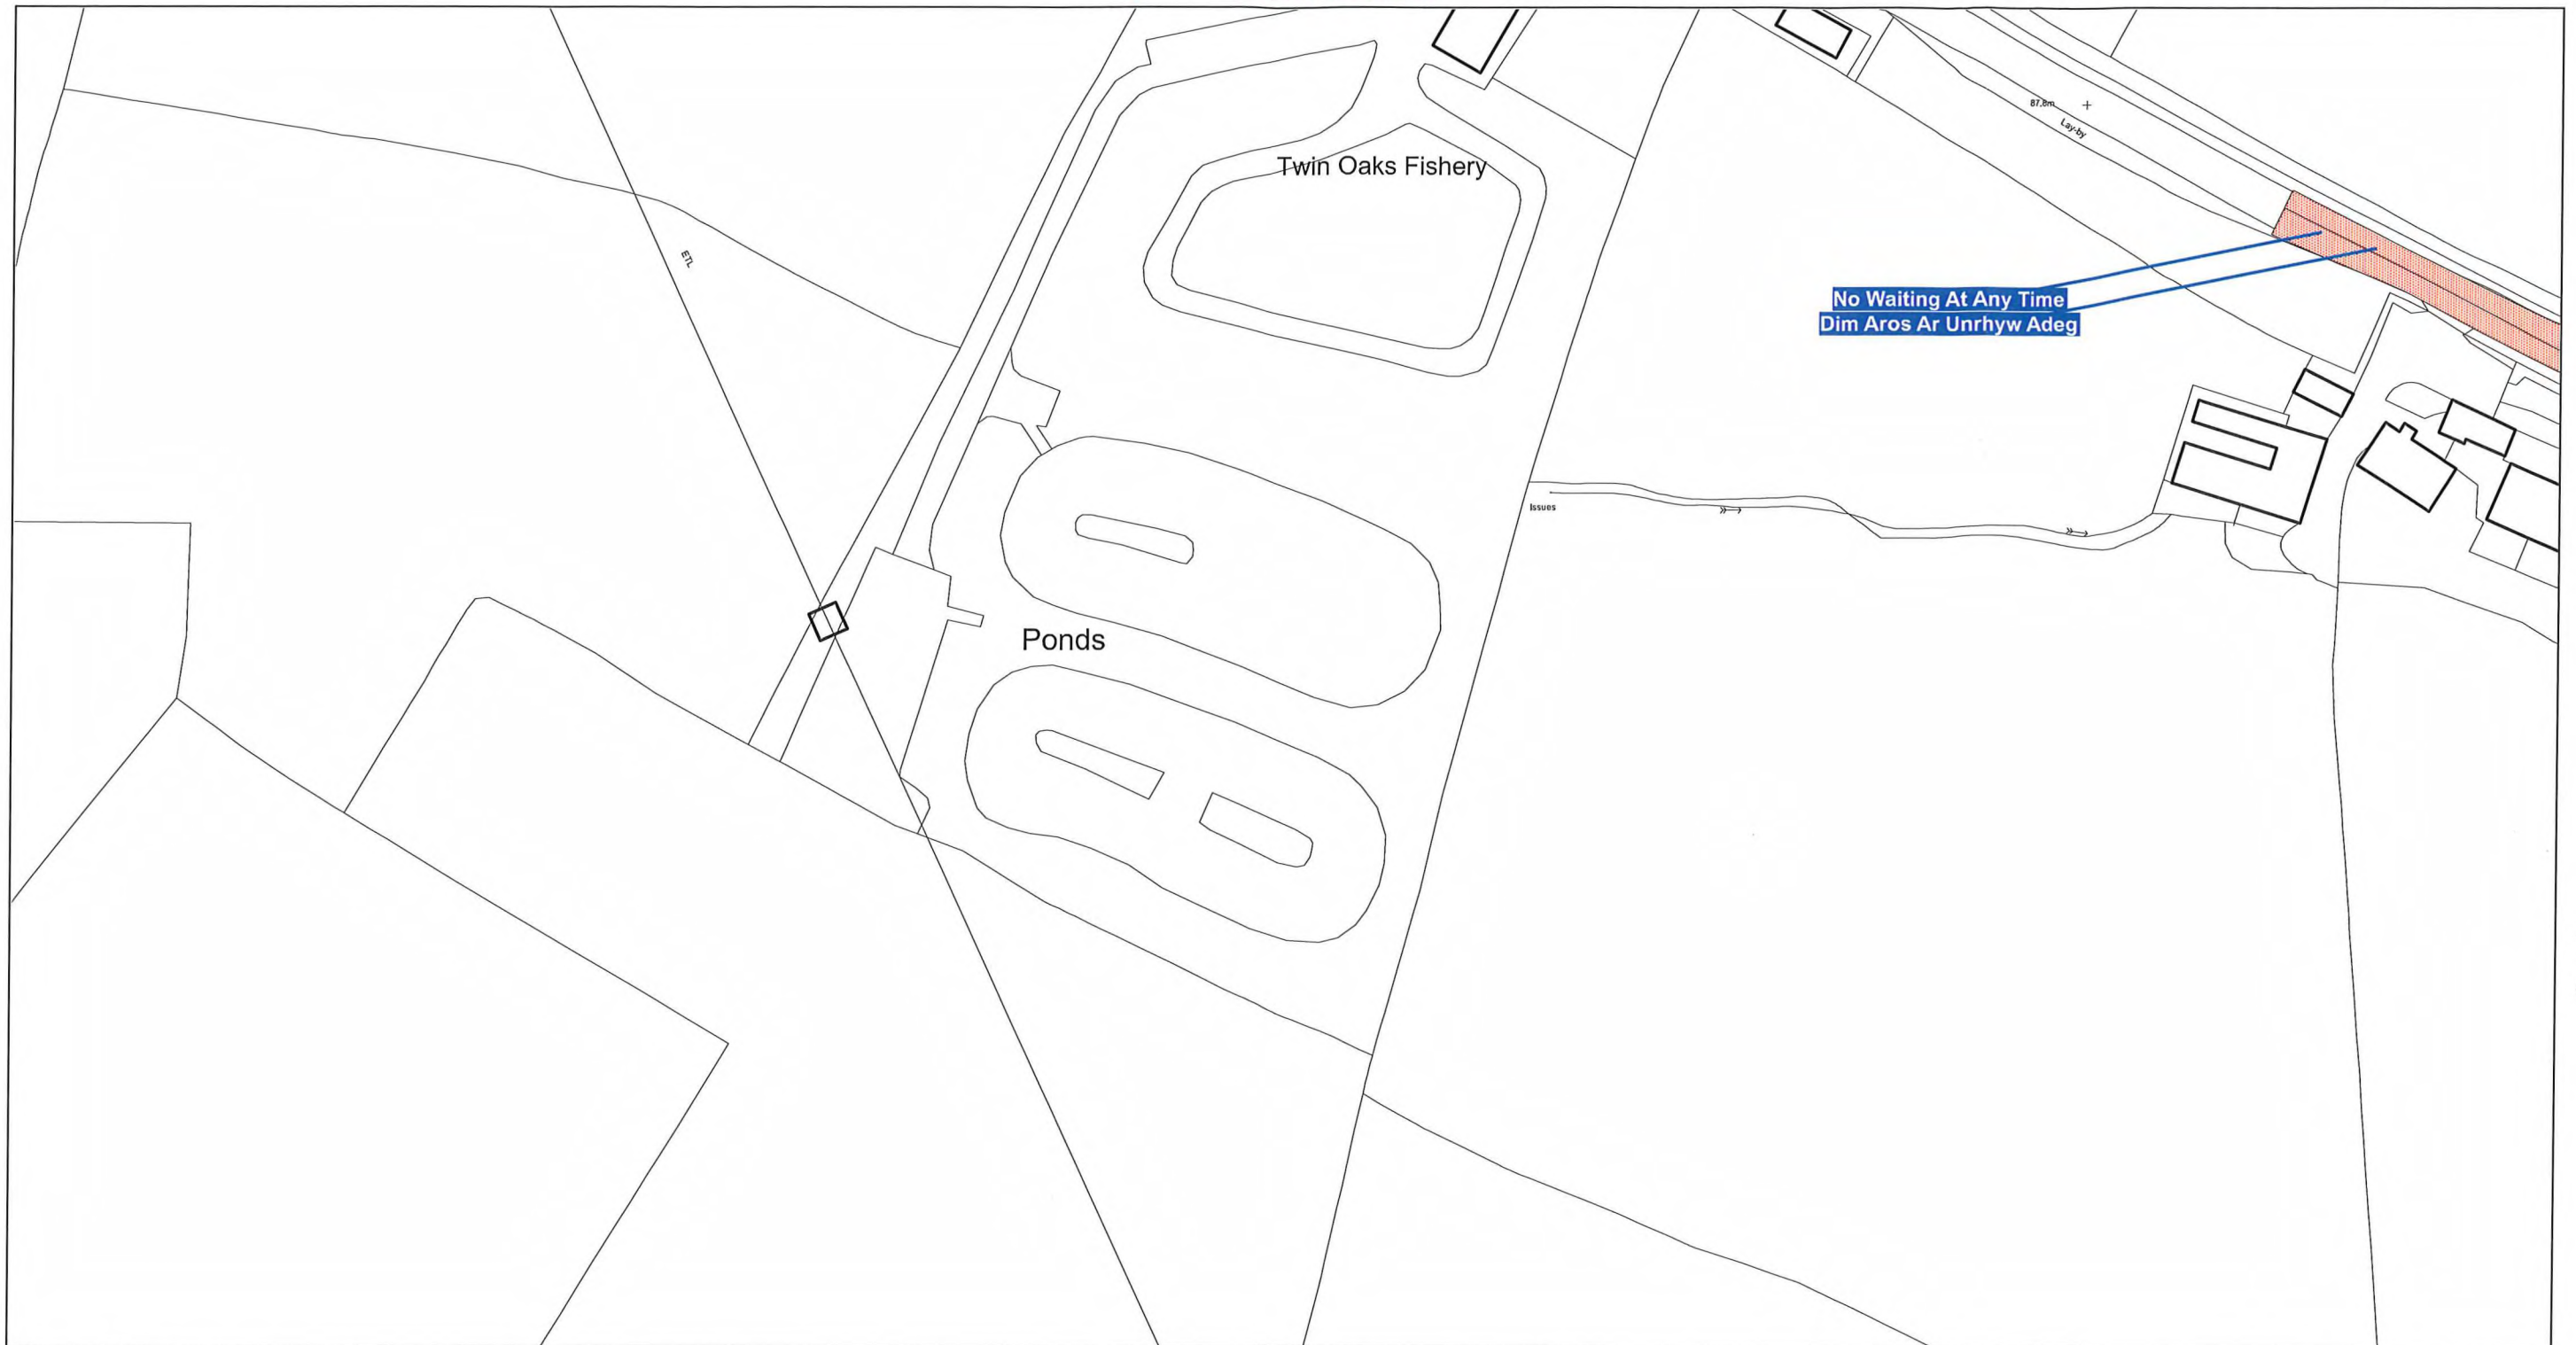 87.8m
Lay-by
Twin Oaks Fishery
ETL
No Waiting At Any Time
Dim Aros Ar Unrhyw Adeg
Issues
Ponds